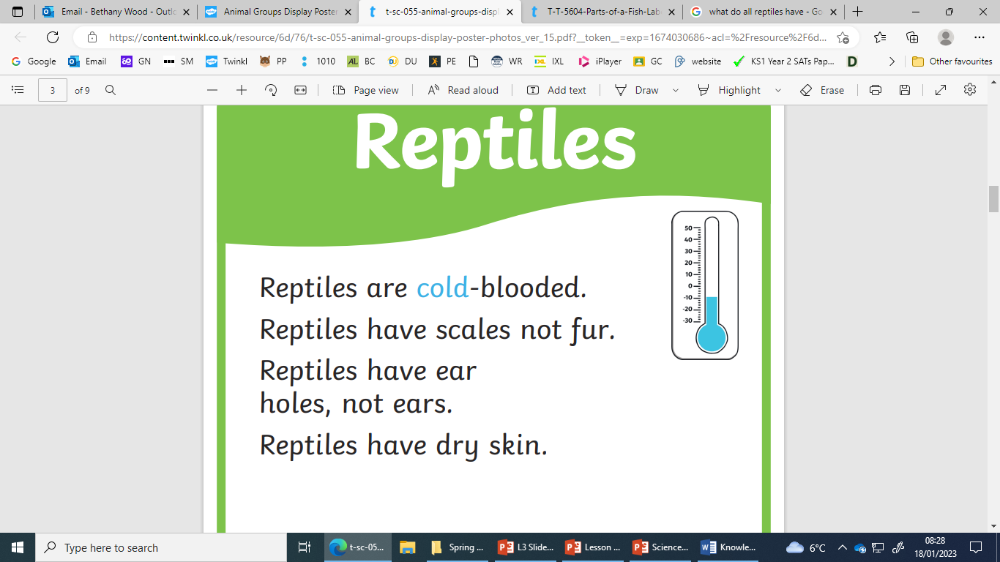 Email - Bethany Wood - Outlo
Animal Groups Display Poster
t-sc-055-animal-groups-displ
T-T-5604-Parts-of-a-Fish-Lab
what do all reptiles have - Go
https://content.twinkl.co.uk/resource/6d/76/t-sc-055-animal-groups-display-poster-photos_ver_15.pdf?__token__=exp=1674030686~acl=%2Fresource%2F6d...
Google
Email
GN
SM
Twinkl
PP
1010
BC
DU
PE
WR
IXL
iPlayer
GC
website
KS1 Year 2 SATs Pap...
D
Other favourites
3 of 9
Page view
Read aloud
Add text
Draw
Highlight
Erase
Reptiles
50
40
30
20
10
0
-10
-20
-30
Reptiles are cold-blooded.
Reptiles have scales not fur.
Reptiles have ear
holes, not ears.
Reptiles have dry skin.
Type here to search
t-sc-05...
Spring ...
L3 Slide...
Lesson ...
Science...
Knowle...
6°C
08:28
18/01/2023